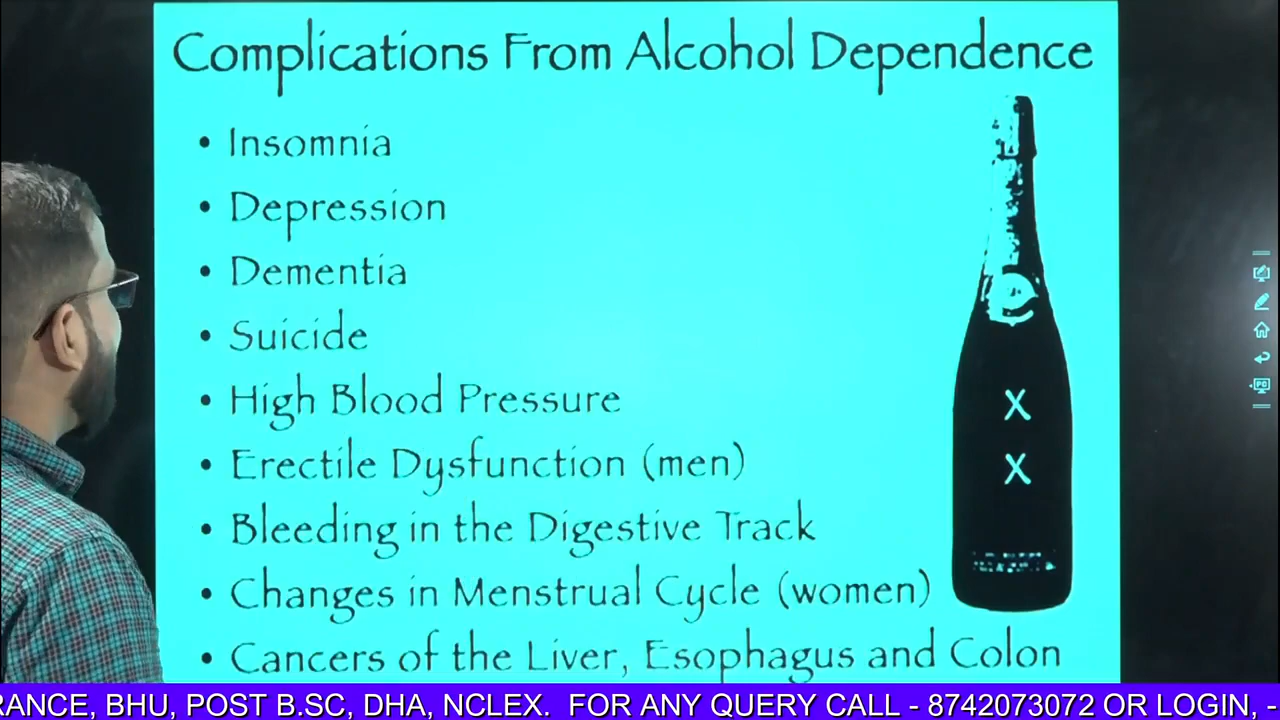 Complications From Alcohol Dependence
• Insomnia
• Depression
• Dementia
• Suicide
• High Blood Pressure
• Erectile Dysfunction (men)
• Bleeding in the Digestive Track
• Changes in Menstrual Cycle (women)
• Cancers of the Liver, Esophagus and Colon
X
X
PC
RANCE, BHU, POST B.SC, DHA, NCLEX. FOR ANY QUERY CALL - 8742073072 OR LOGIN, -